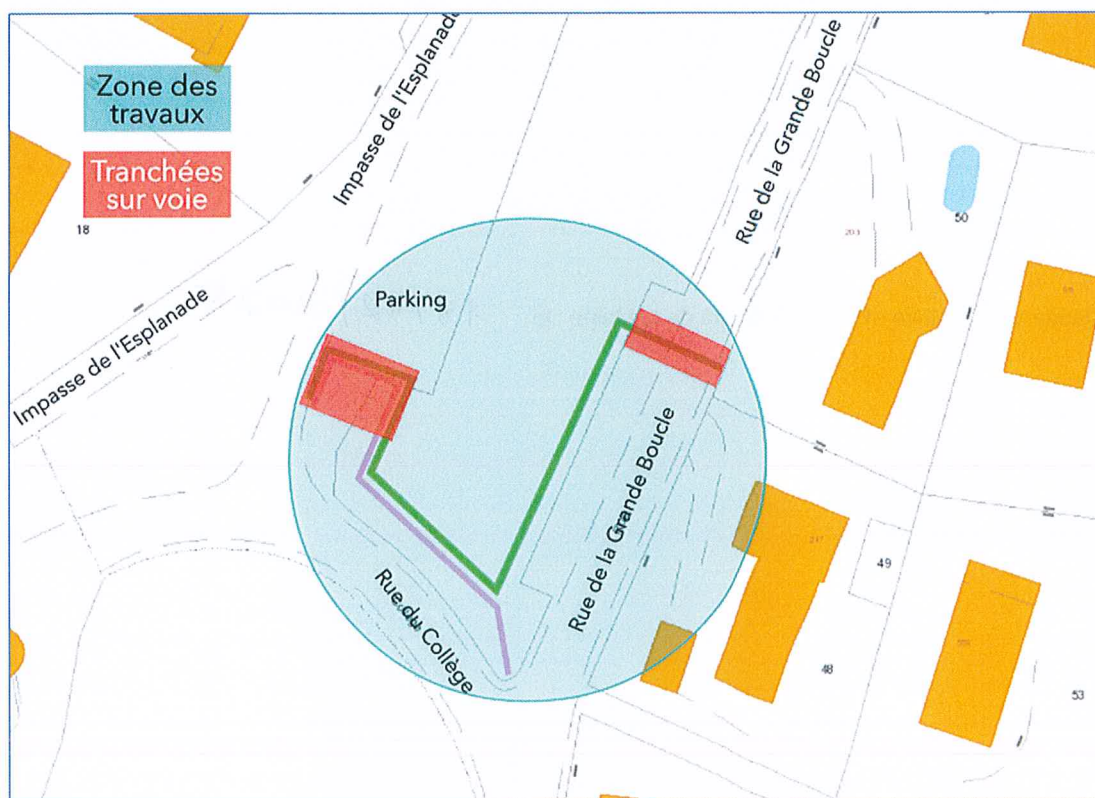 Zone des
travaux
Tranchées
sur voie
18
Impasse de l'Esplanade
Impasse de l'Esplanade
Rue de la Grande Boucle
50
Parking
Rue de la Grande Boucle
Rue du Collège
49
48
53